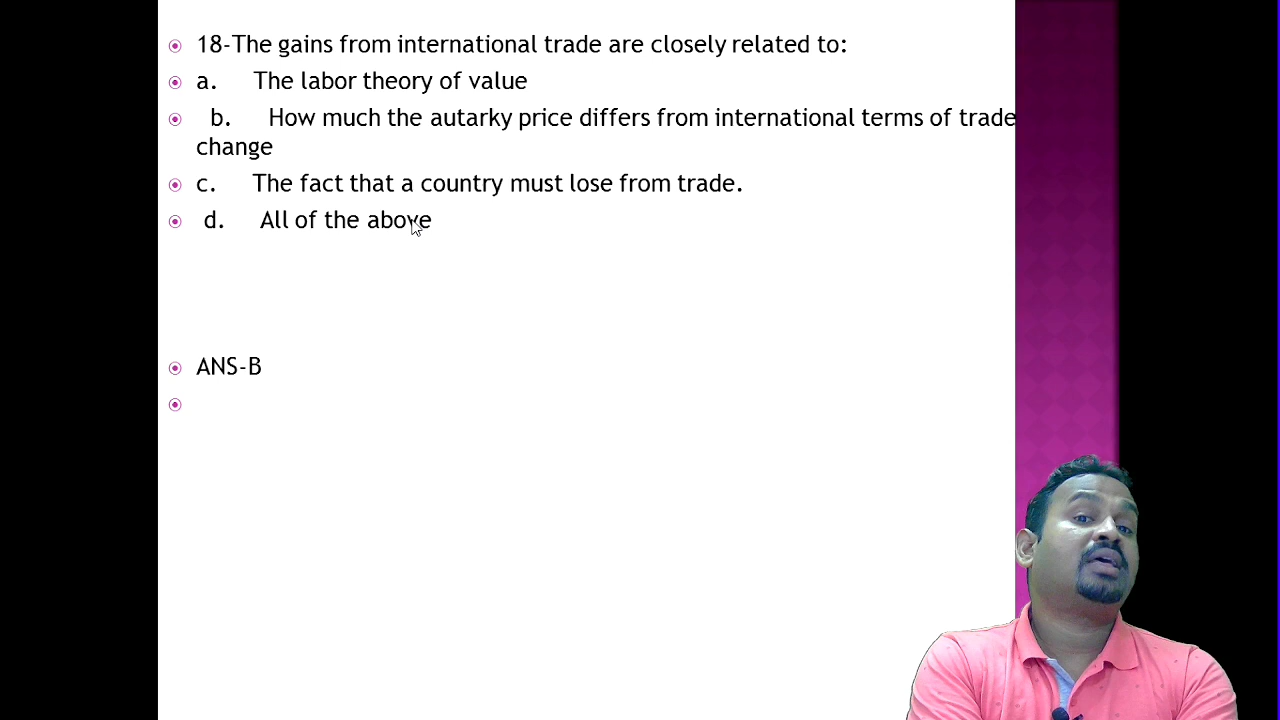 18-The gains from international trade are closely related to:
a. The labor theory of value
b. How much the autarky price differs from international terms of trade
change
c. The fact that a country must lose from trade.
d. All of the above
ANS-B